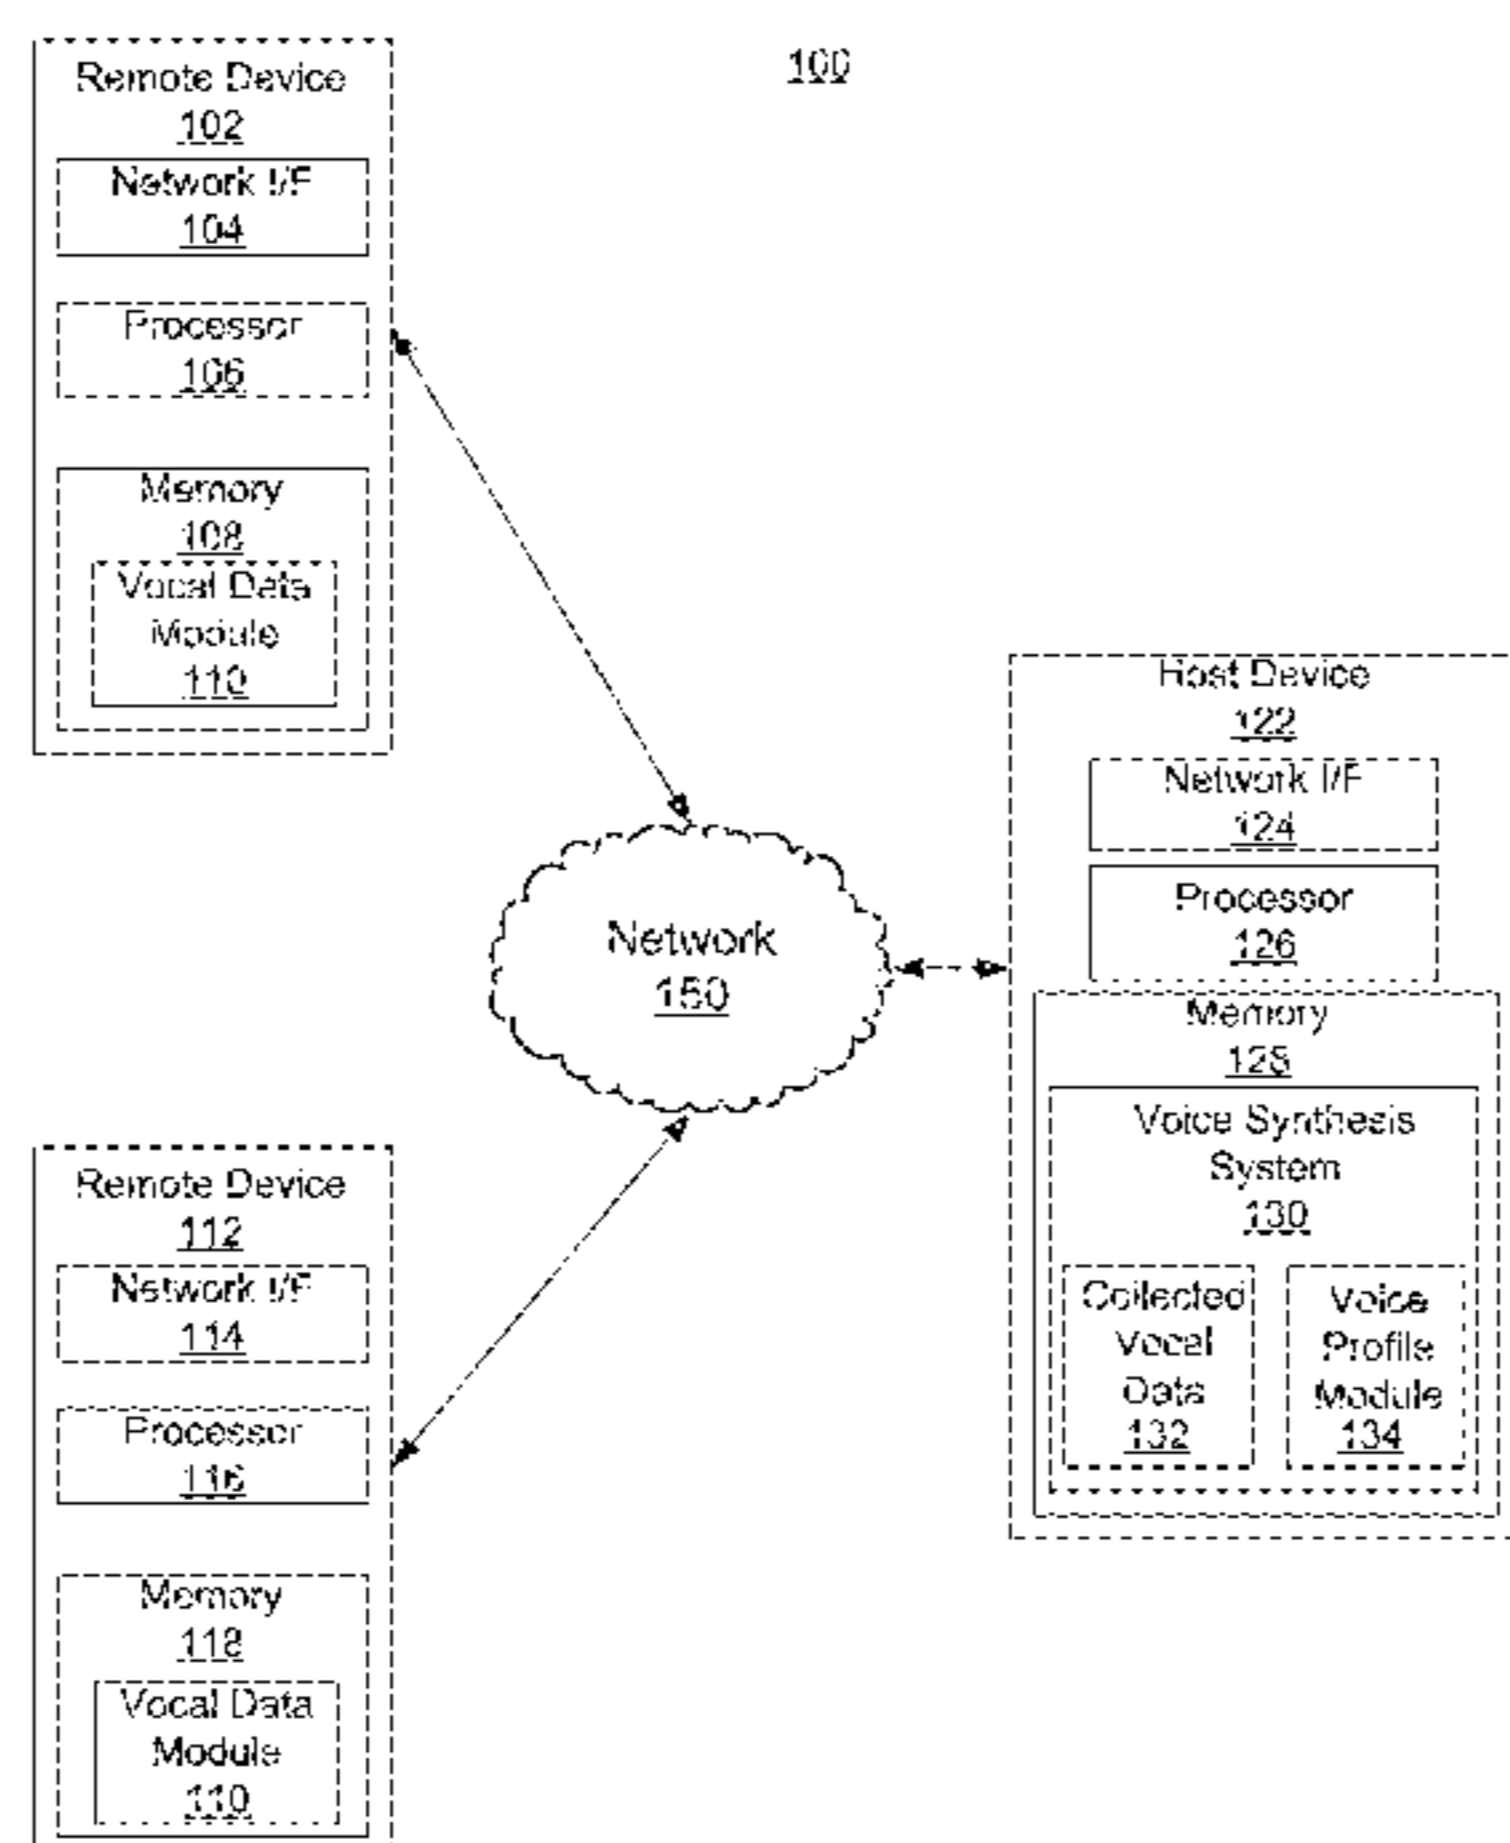 100
Remote Device
102
Network I/F
104
Processor
106
Memory
108
Vocal Data
Module
110
Network
150
Host Device
122
Network I/F
124
Processor
126
Memory
128
Voice Synthesis
System
130
Collected
Vocal
Data
132
Voice
Profile
Module
134
Remote Device
112
Network I/F
114
Processor
116
Memory
118
Vocal Data
Module
110